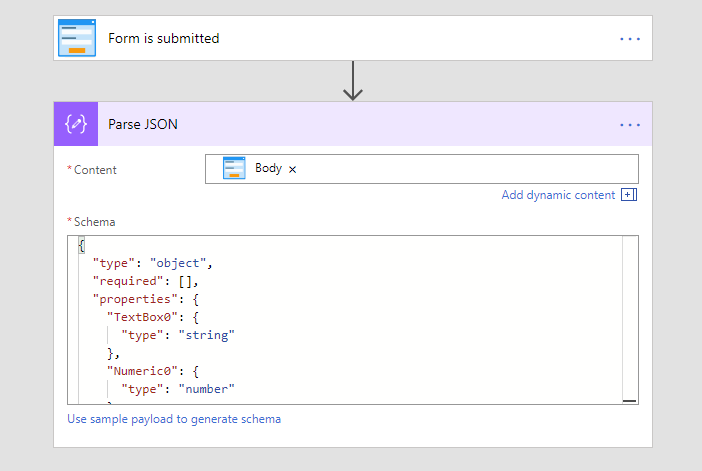 Form is submitted
...
Parse JSON
...
*Content
Body ×
Add dynamic content
*Schema
{
"type": "object",
"required": [],
"properties": {
"TextBox0": {
"type": "string"
},
"Numeric0": {
"type": "number"
Use sample payload to generate schema